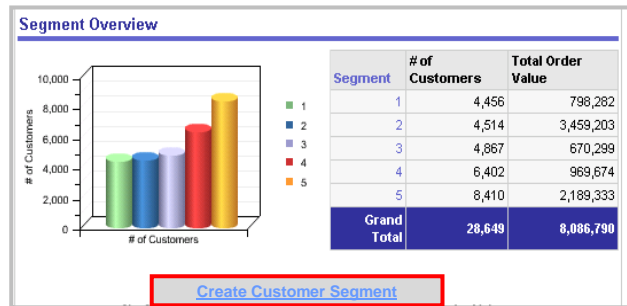 Segment Overview
10,000
8,000
6,000
4,000
2,000
0
# of Customers
# of Customers
1
2
3
4
5
Segment # of Customers Total Order Value
1 4,456 798,282
2 4,514 3,459,203
3 4,867 670,299
4 6,402 969,674
5 8,410 2,189,333
Grand Total 28,649 8,086,790
Create Customer Segment